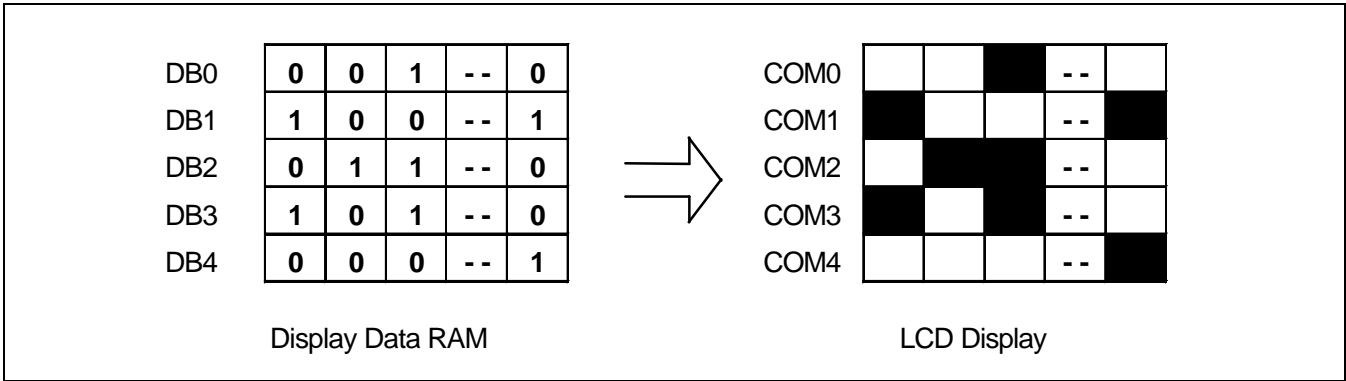 DB0 0 0 1 -- 0 COM0 --
DB1 1 0 0 -- 1 COM1 --
DB2 0 1 1 -- 0 COM2 --
DB3 1 0 1 -- 0 COM3 --
DB4 0 0 0 -- 1 COM4 --
Display Data RAM LCD Display